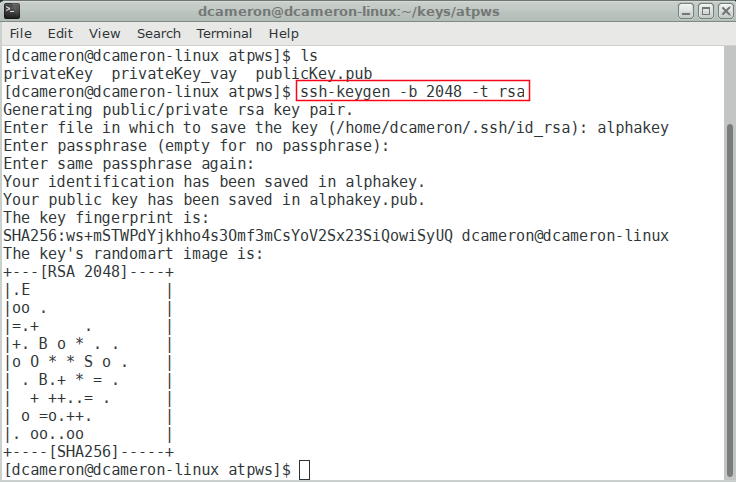 dcameron@dcameron-linux:~/keys/atpws
File Edit View Search Terminal Help
[dcameron@dcameron-linux atpws]$ ls
privateKey  privateKey_vay  publicKey.pub
[dcameron@dcameron-linux atpws]$ ssh-keygen -b 2048 -t rsa
Generating public/private rsa key pair.
Enter file in which to save the key (/home/dcameron/.ssh/id_rsa): alphakey
Enter passphrase (empty for no passphrase):
Enter same passphrase again:
Your identification has been saved in alphakey.
Your public key has been saved in alphakey.pub.
The key fingerprint is:
SHA256:ws+mSTWPdYjkhho4s3Omf3mCsYoV2Sx23SiQowiSyUQ dcameron@dcameron-linux
The key's randomart image is:
+---[RSA 2048]----+
|.E               |
|oo .             |
|=.+     .        |
|+. B o * . .     |
|o O * * S o .    |
| . B.+ * = .     |
|  + ++..= .      |
| o =o.++.        |
|. oo..oo         |
+----[SHA256]-----+
[dcameron@dcameron-linux atpws]$